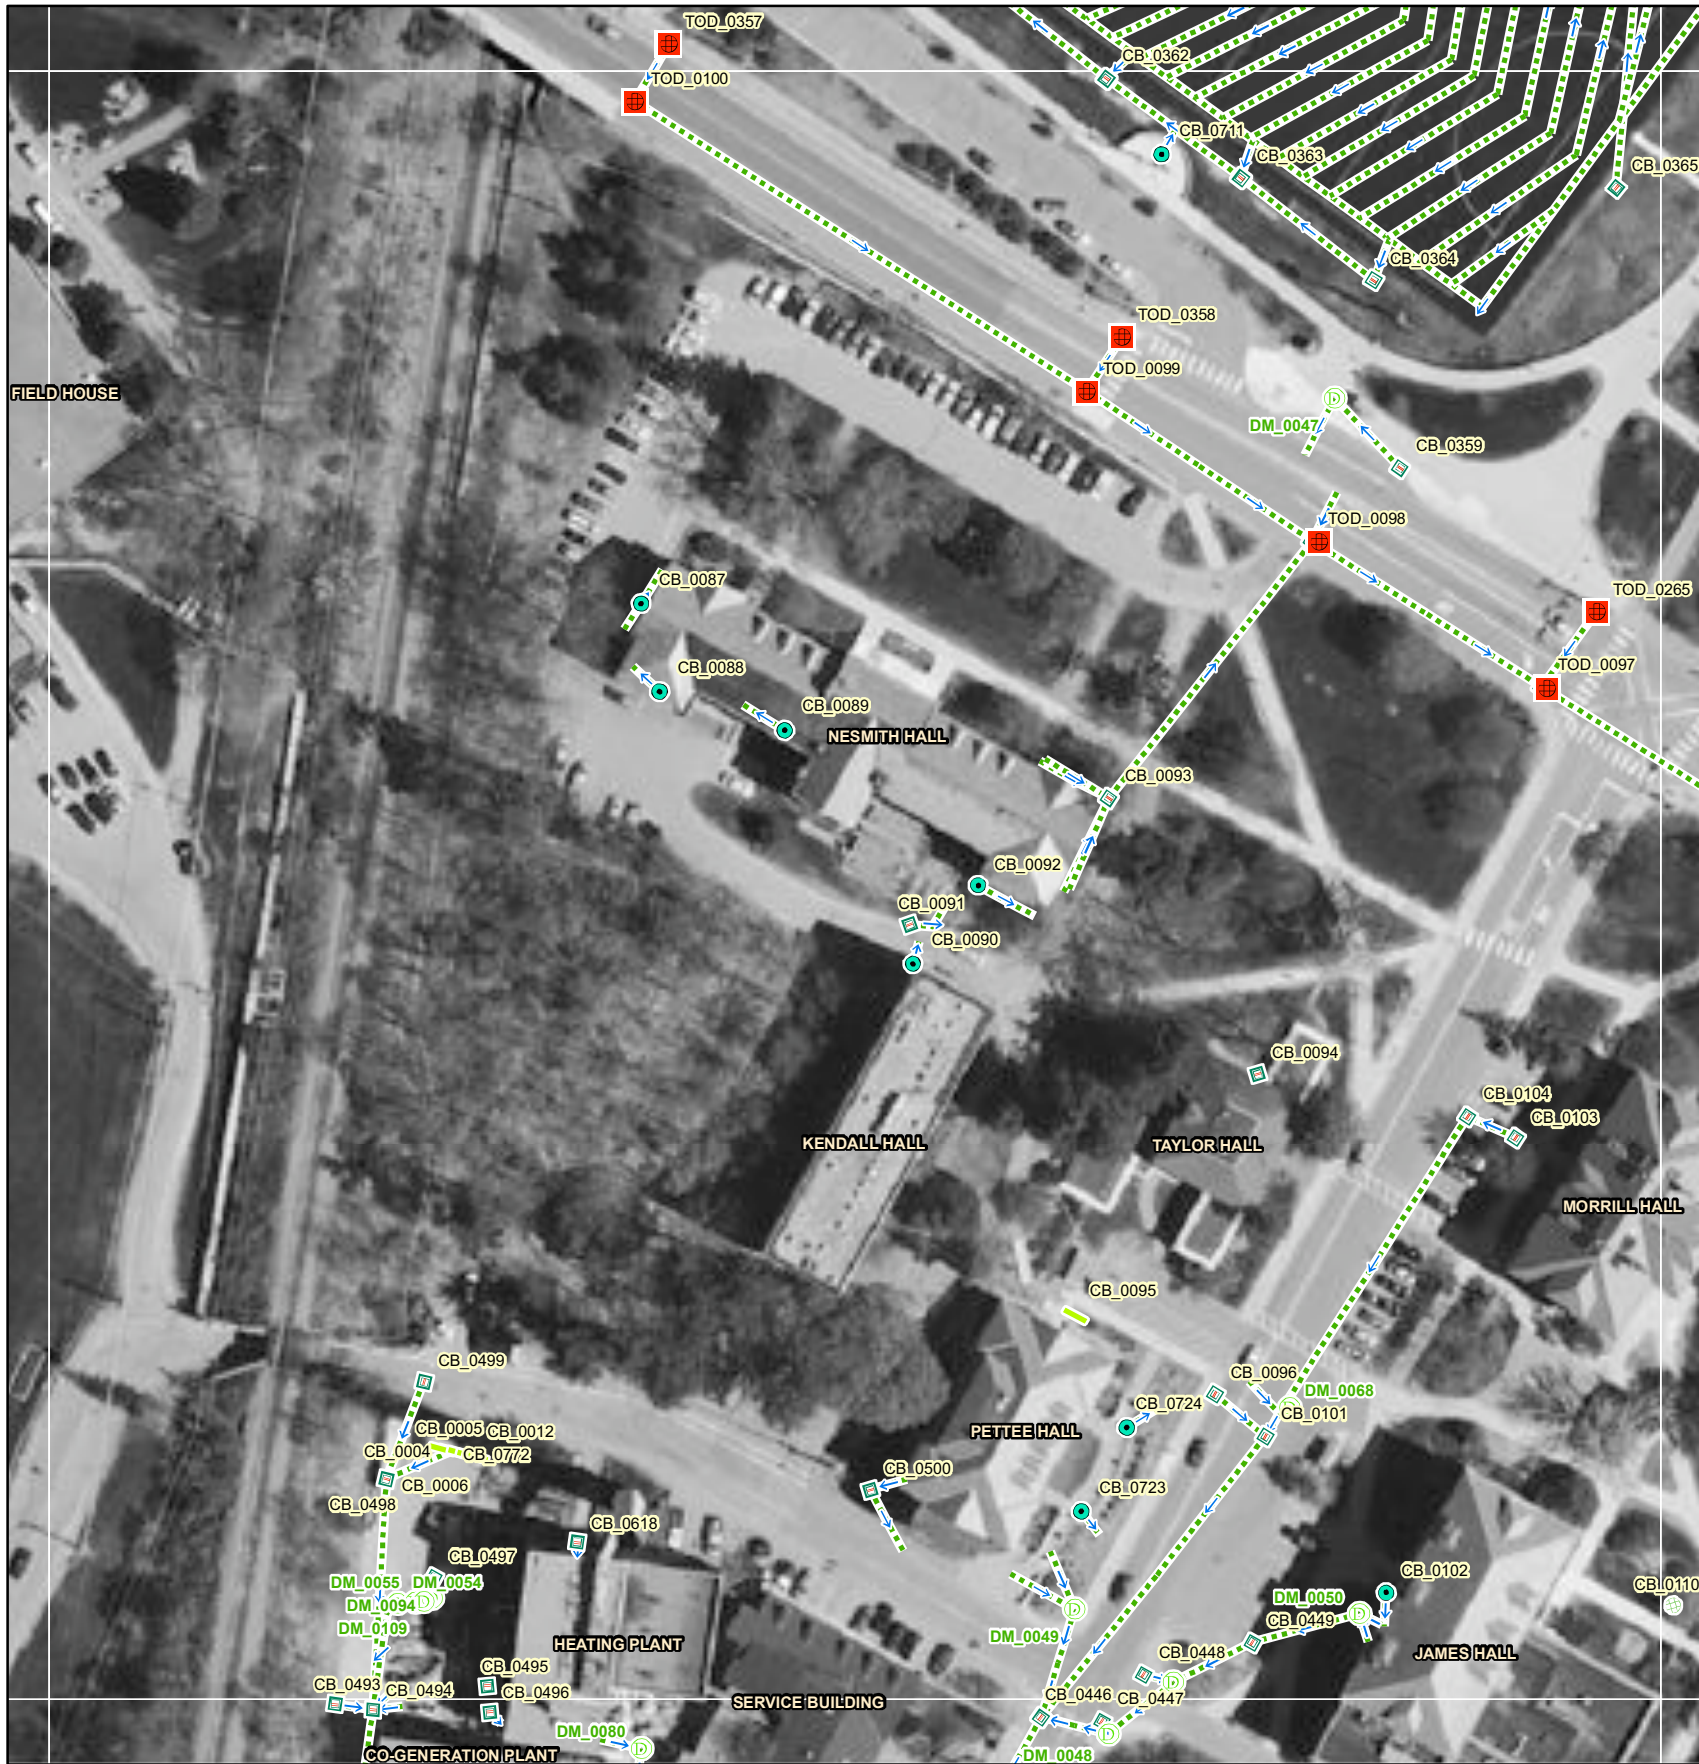 TOD_0357
CB_0362
TOD_0100
CB_0711
CB_0363
CB_0365
CB_0364
TOD_0358
TOD_0099
FIELD HOUSE
DM_0047
CB_0359
TOD_0098
CB_0087
TOD_0265
CB_0088
TOD_0097
CB_0089
NESMITH HALL
CB_0093
CB_0092
CB_0091
CB_0090
CB_0094
CB_0104
CB_0103
KENDALL HALL
TAYLOR HALL
MORRILL HALL
CB_0095
CB_0499
CB_0096
DM_0068
CB_0724
CB_0101
CB_0005
CB_0012
PETTEE HALL
CB_0004
CB_0772
CB_0500
CB_0006
CB_0723
CB_0498
CB_0618
CB_0497
CB_0102
DM_0055
DM_0054
CB_0110
DM_0094
DM_0050
CB_0449
DM_0109
DM_0049
HEATING PLANT
CB_0448
JAMES HALL
CB_0495
CB_0493
CB_0494
CB_0496
SERVICE BUILDING
CB_0446
CB_0447
DM_0080
CO-GENERATION PLANT
DM_0048
D
D
D
D
D
D
D
D